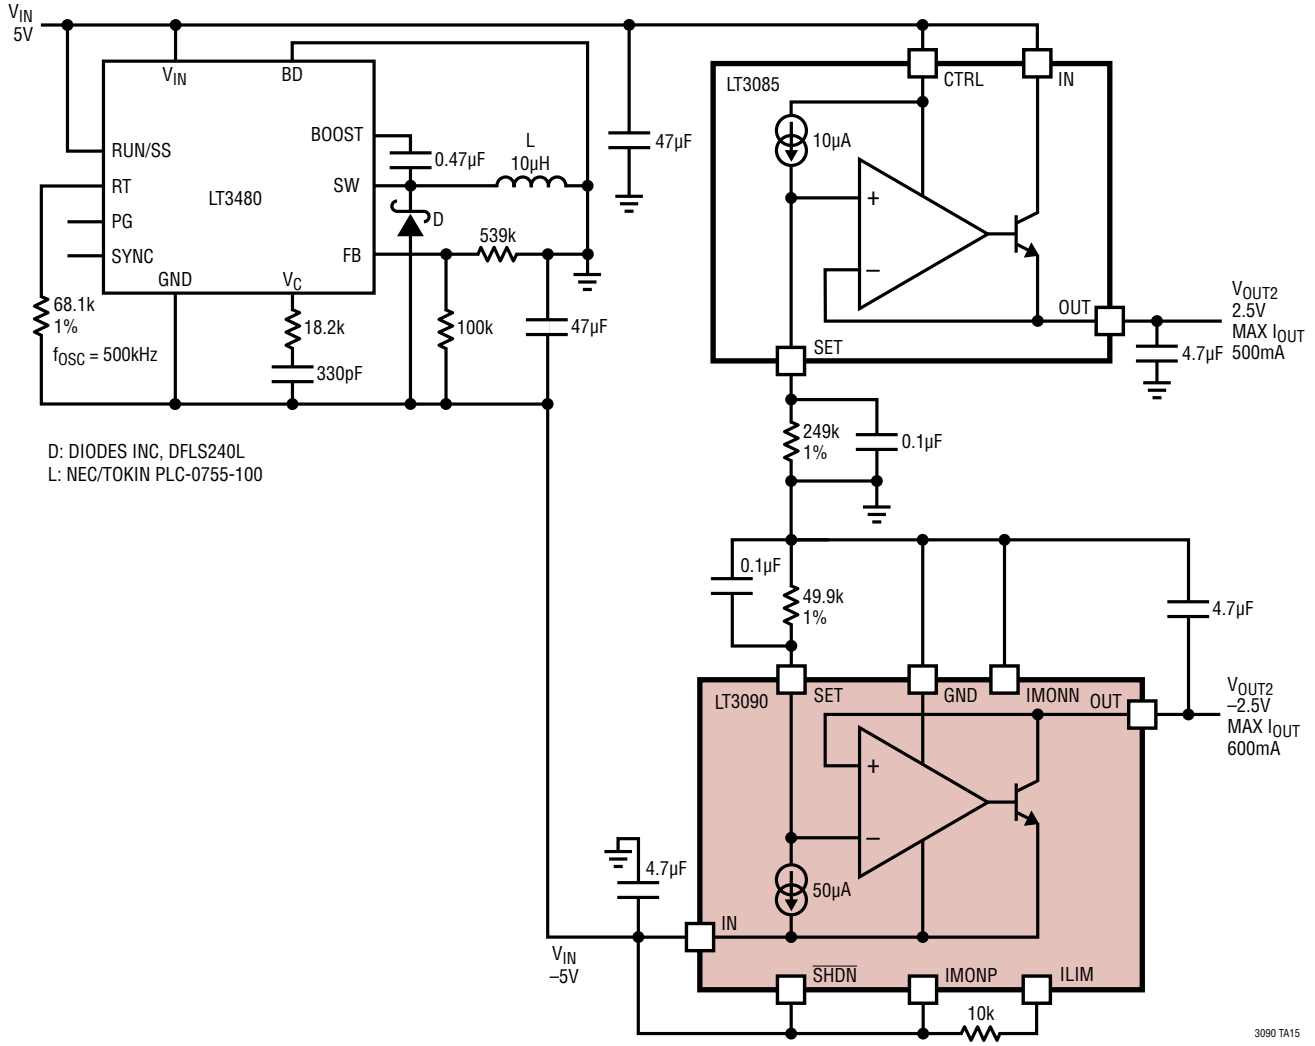 VIN
5V
VIN
BD
BOOST
RUN/SS
0.47µF
L
10µH
47µF
RT
SW
LT3480
PG
D
539k
SYNC
FB
GND
VC
68.1k
1%
18.2k
100k
47µF
fOSC = 500kHz
330pF
D: DIODES INC, DFLS240L
L: NEC/TOKIN PLC-0755-100
LT3085
CTRL
IN
10µA
+
–
OUT
VOUT2
2.5V
MAX IOUT
500mA
SET
4.7µF
249k
1%
0.1µF
0.1µF
49.9k
1%
4.7µF
LT3090
SET
GND
IMONN
OUT
VOUT2
–2.5V
MAX IOUT
600mA
+
–
4.7µF
50µA
IN
VIN
–5V
SHDN
IMONP
ILIM
10k
3090 TA15